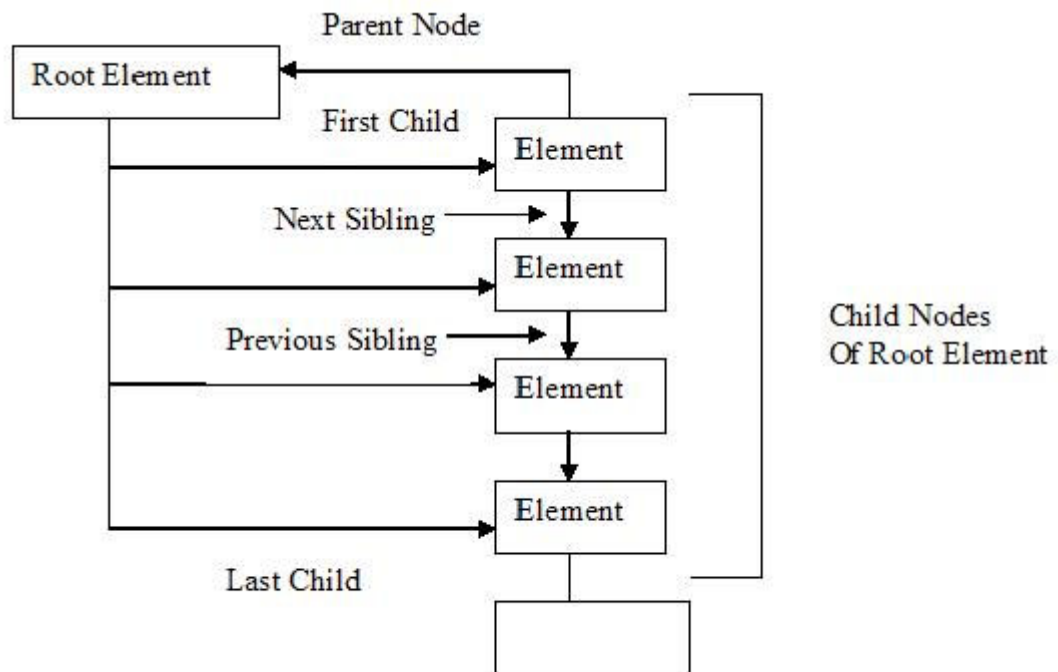 Parent Node
Root Element
First Child
Element
Next Sibling
Element
Previous Sibling
Child Nodes
Of Root Element
Element
Element
Last Child